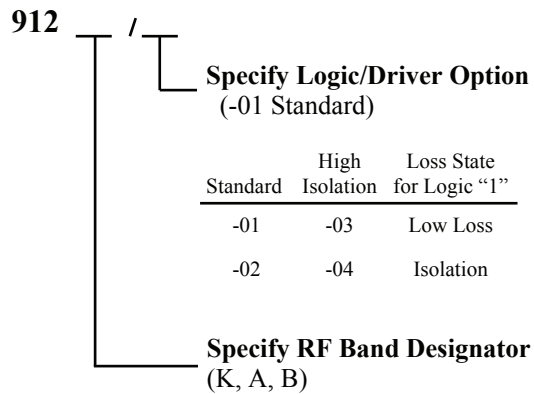 912 __ / __
Specify Logic/Driver Option
(-01 Standard)
High Loss State
Standard Isolation for Logic “1”
-01 -03 Low Loss
-02 -04 Isolation
Specify RF Band Designator
(K, A, B)